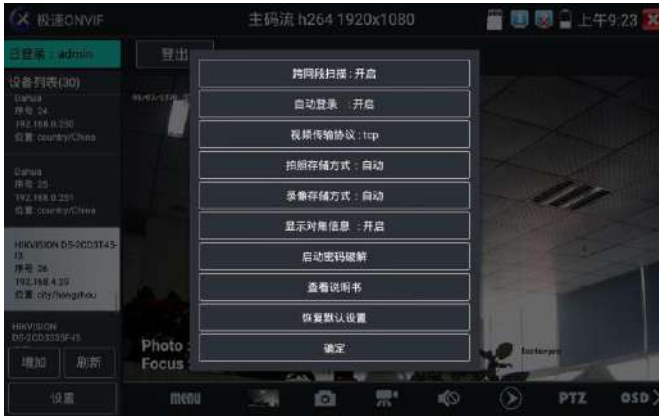 极速ONVIF
主码流 h264 1920x1080
上午9:23
已登录：admin
登出
设备列表(30)
Dahua
序号 24
192.168.0.250
位置 country/China
Dahua
序号 25
192.168.0.251
位置 country/China
HIKVISION DS-2CD3T45-I3
序号 26
192.168.4.29
位置 city/hangzhou
HIKVISION
DS-2CD3335F-IS
增加
刷新
设置
跨网段扫描：开启
自动登录 ：开启
视频传输协议：tcp
拍照存储方式：自动
录像存储方式：自动
显示对焦信息 ：开启
启动密码破解
查看说明书
恢复默认设置
确定
Photo
Focus
menu
PTZ
OSD